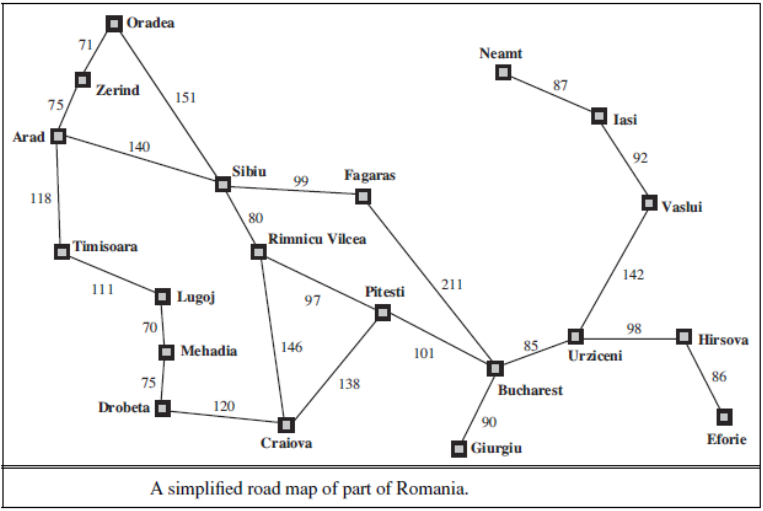 Oradea
Neamt
71
87
Zerind
151
Iasi
75
Arad
140
92
Sibiu
99
Fagaras
118
80
Vaslui
Timisoara
Rimnicu Vilcea
142
111
Lugoj
97
Pitesti
211
70
98
Hirsova
146
85
Mehadia
101
Urziceni
75
138
86
Bucharest
Drobeta
120
90
Craiova
Giurgiu
Eforie
A simplified road map of part of Romania.